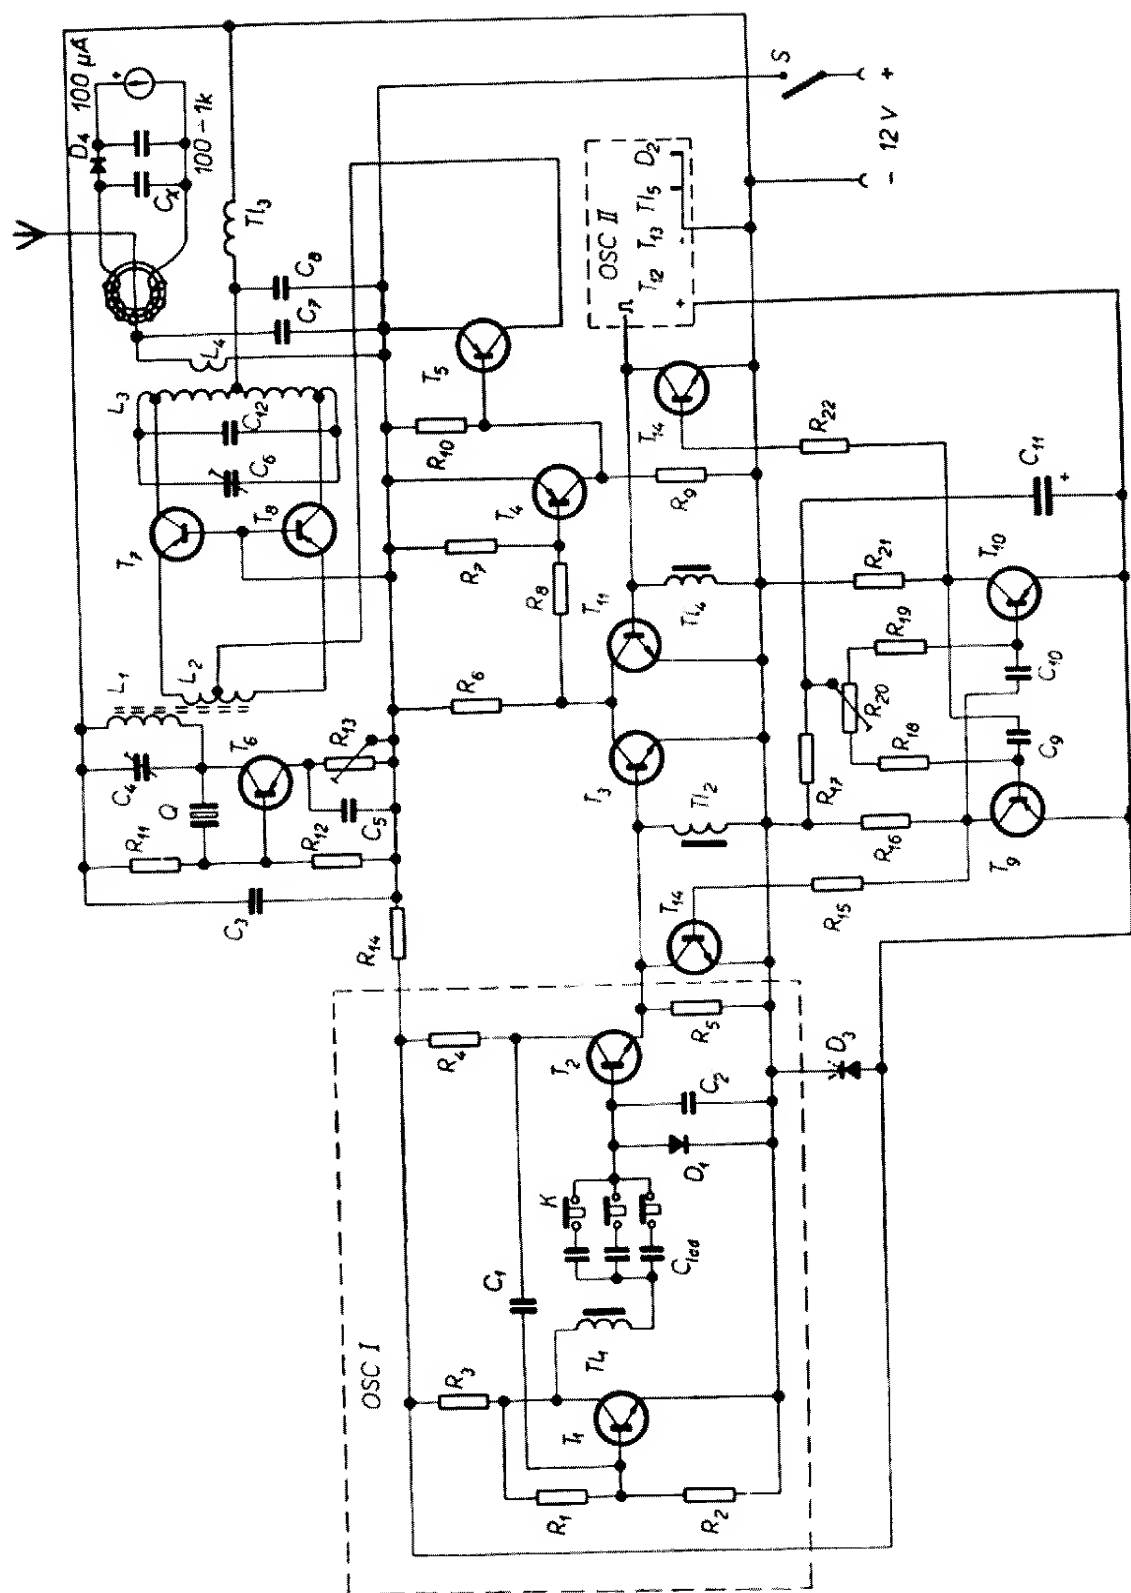 D4
100 µA
Cx
100-1k
Tl3
C8
C7
L4
L3
C12
C6
T7
T8
T5
R10
T4
R7
R8
R9
L1
L2
C4
Q
T6
R13
R11
R12
C5
C3
R14
R6
S
+
12 V
-
OSC II
T12 T13 Tl5 D2
+
-
T14
R22
C11
+
T11
Tl4
R21
T10
R19
R20
C10
T3
Tl2
R17
R18
C9
R16
T9
T14
R15
OSC I
R4
T2
R5
C2
D3
D1
K
C1
Clad
Tl1
R3
T1
R1
R2